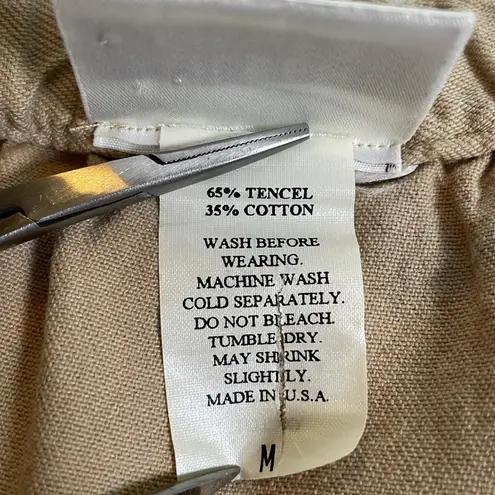 65% TENCEL
35% COTTON
WASH BEFORE
WEARING.
MACHINE WASH
COLD SEPARATELY.
DO NOT BLEACH.
TUMBLE DRY.
MAY SHRINK
SLIGHTLY.
MADE IN U.S.A.
M